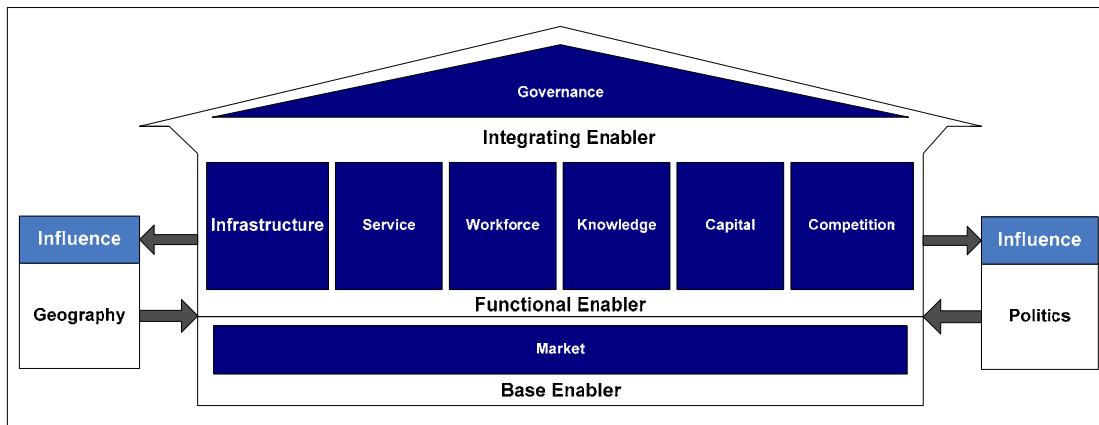 Governance
Integrating Enabler
Infrastructure
Service
Workforce
Knowledge
Capital
Competition
Influence
Geography
Influence
Politics
Functional Enabler
Market
Base Enabler